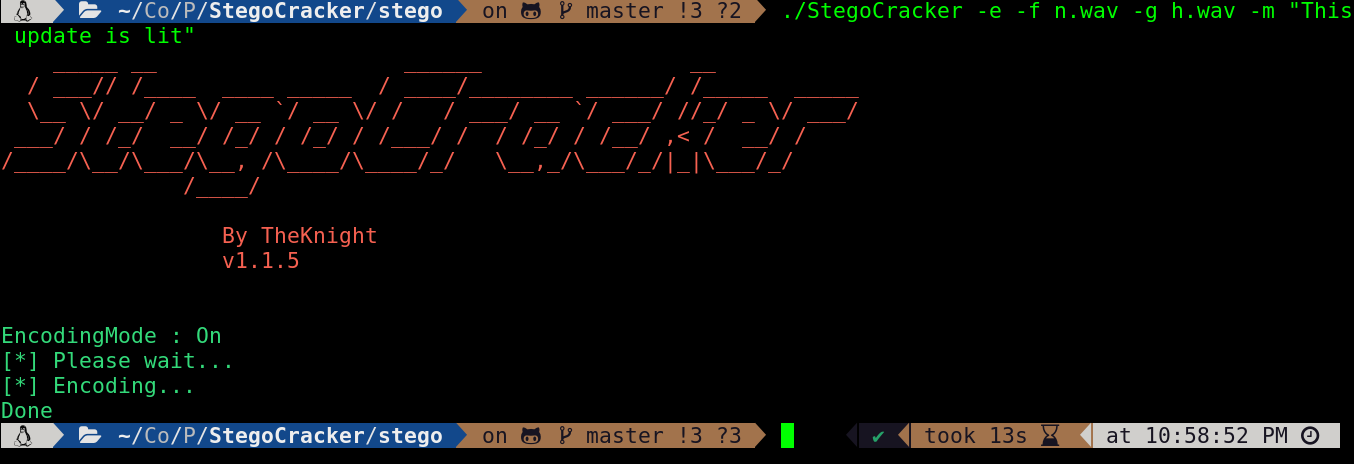 ~/Co/P/StegoCracker/stego on master !3 ?2 ./StegoCracker -e -f n.wav -g h.wav -m "This
update is lit"
StegoCracker
By TheKnight
v1.1.5
EncodingMode : On
[*] Please wait...
[*] Encoding...
Done
~/Co/P/StegoCracker/stego on master !3 ?3 ✔ took 13s at 10:58:52 PM